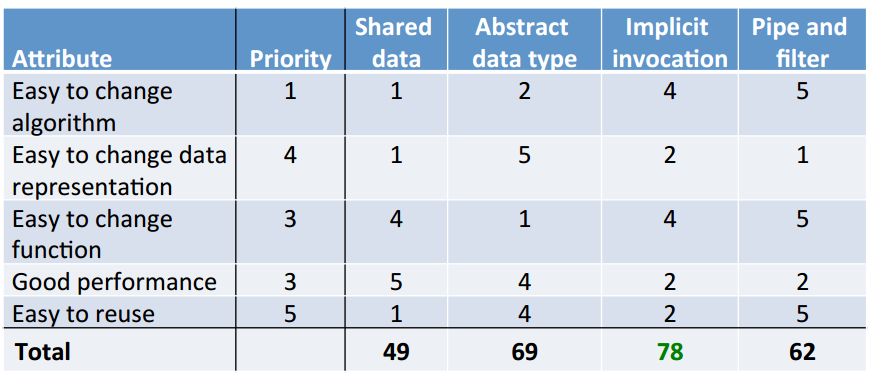 Attribute Priority Shared data Abstract data type Implicit invocation Pipe and filter
Easy to change algorithm 1 1 2 4 5
Easy to change data representation 4 1 5 2 1
Easy to change function 3 4 1 4 5
Good performance 3 5 4 2 2
Easy to reuse 5 1 4 2 5
Total 49 69 78 62